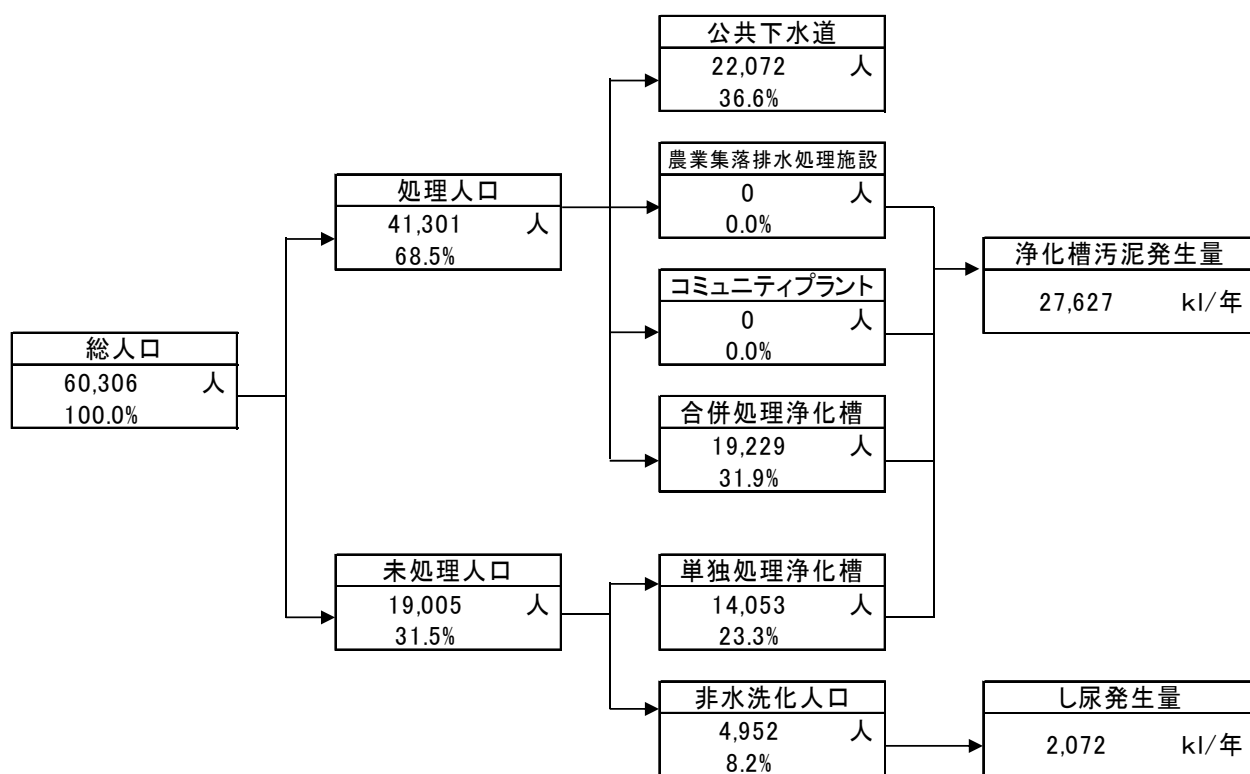 公共下水道
22,072 人
36.6%
農業集落排水処理施設
0 人
0.0%
処理人口
41,301 人
68.5%
浄化槽汚泥発生量
27,627 kl/年
コミュニティプラント
0 人
0.0%
総人口
60,306 人
100.0%
合併処理浄化槽
19,229 人
31.9%
未処理人口
19,005 人
31.5%
単独処理浄化槽
14,053 人
23.3%
非水洗化人口
4,952 人
8.2%
し尿発生量
2,072 kl/年